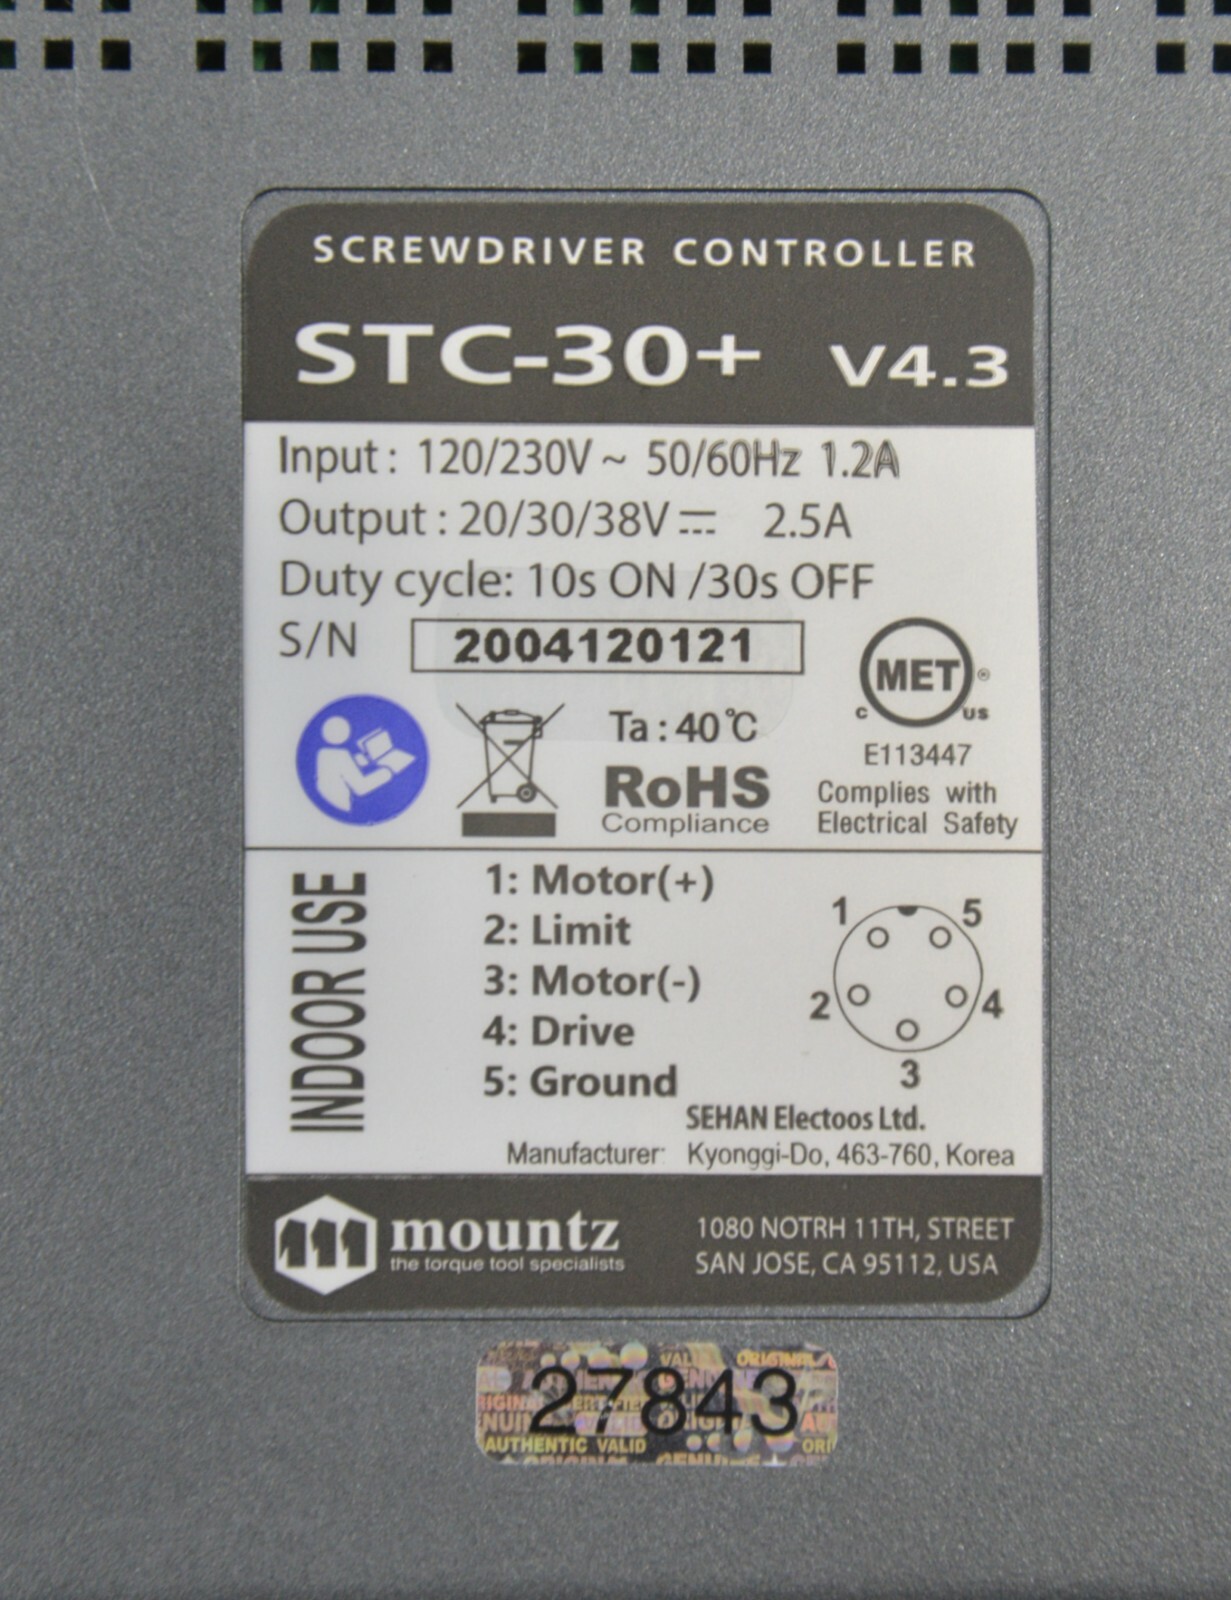 SCREWDRIVER CONTROLLER
STC-30+ V4.3
Input : 120/230V ~ 50/60Hz 1.2A
Output : 20/30/38V⎓ 2.5A
Duty cycle: 10s ON /30s OFF
S/N 2004120121
MET®
C US
E113447
Complies with
Electrical Safety
Ta : 40℃
RoHS
Compliance
INDOOR USE
1: Motor(+)
2: Limit
3: Motor(-)
4: Drive
5: Ground
1 5
2 4
3
SEHAN Electoos Ltd.
Manufacturer: Kyonggi-Do, 463-760, Korea
mountz
the torque tool specialists
1080 NOTRH 11TH, STREET
SAN JOSE, CA 95112, USA
27843
AUTHENTIC VALID